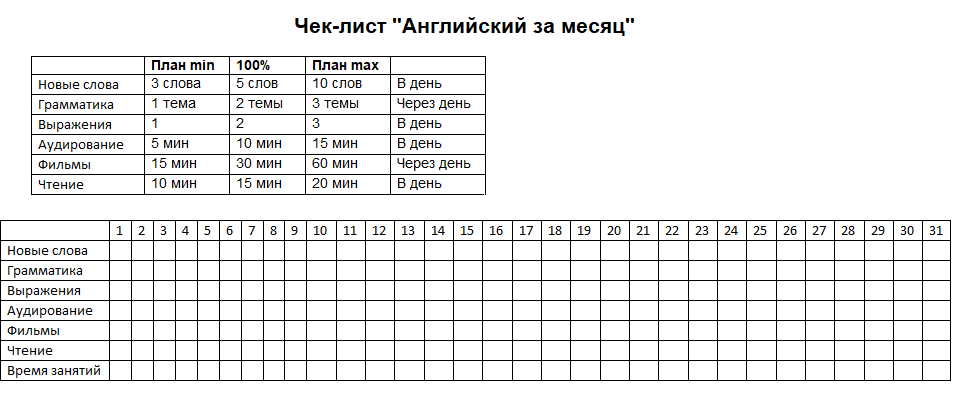 Чек-лист "Английский за месяц"
План min 100% План max
Новые слова 3 слова 5 слов 10 слов В день
Грамматика 1 тема 2 темы 3 темы Через день
Выражения 1 2 3 В день
Аудирование 5 мин 10 мин 15 мин В день
Фильмы 15 мин 30 мин 60 мин Через день
Чтение 10 мин 15 мин 20 мин В день
1 2 3 4 5 6 7 8 9 10 11 12 13 14 15 16 17 18 19 20 21 22 23 24 25 26 27 28 29 30 31
Новые слова
Грамматика
Выражения
Аудирование
Фильмы
Чтение
Время занятий